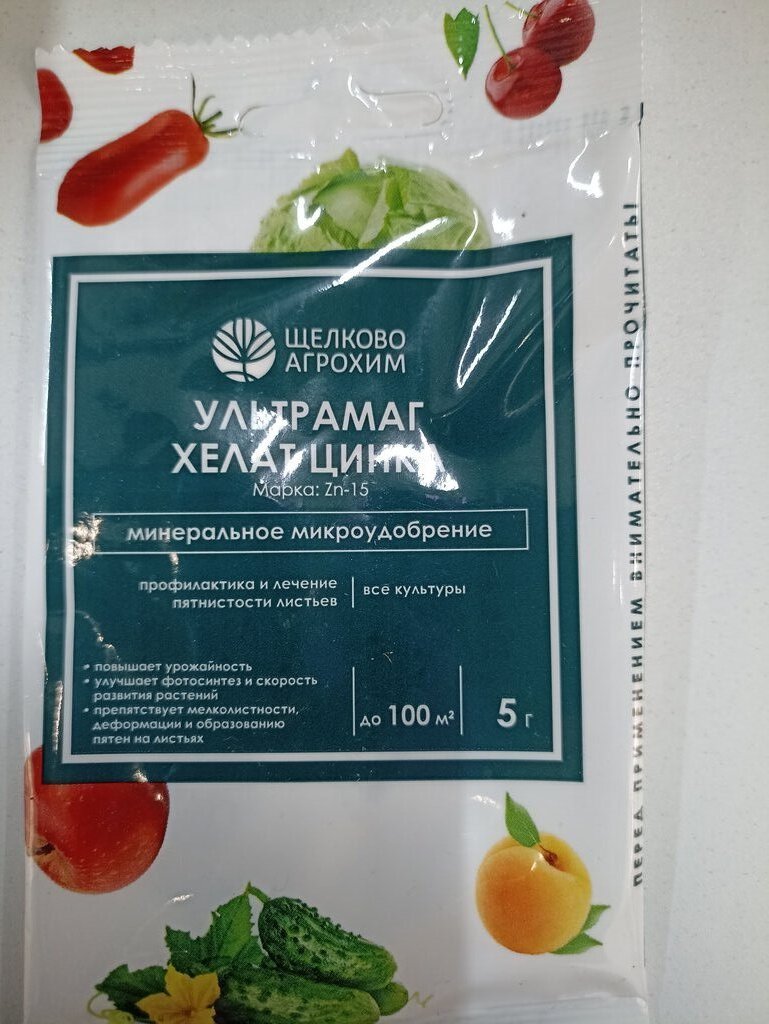 ЩЕЛКОВО
АГРОХИМ
УЛЬТРАМАГ
ХЕЛАТ ЦИНКА
Марка: Zn-15
минеральное микроудобрение
профилактика и лечение
пятнистости листьев
все культуры
• повышает урожайность
• улучшает фотосинтез и скорость
развития растений
• препятствует мелколистности,
деформации и образованию
пятен на листьях
до 100 м²
5 г
ПЕРЕД ПРИМЕНЕНИЕМ ВНИМАТЕЛЬНО ПРОЧИТАТЬ!